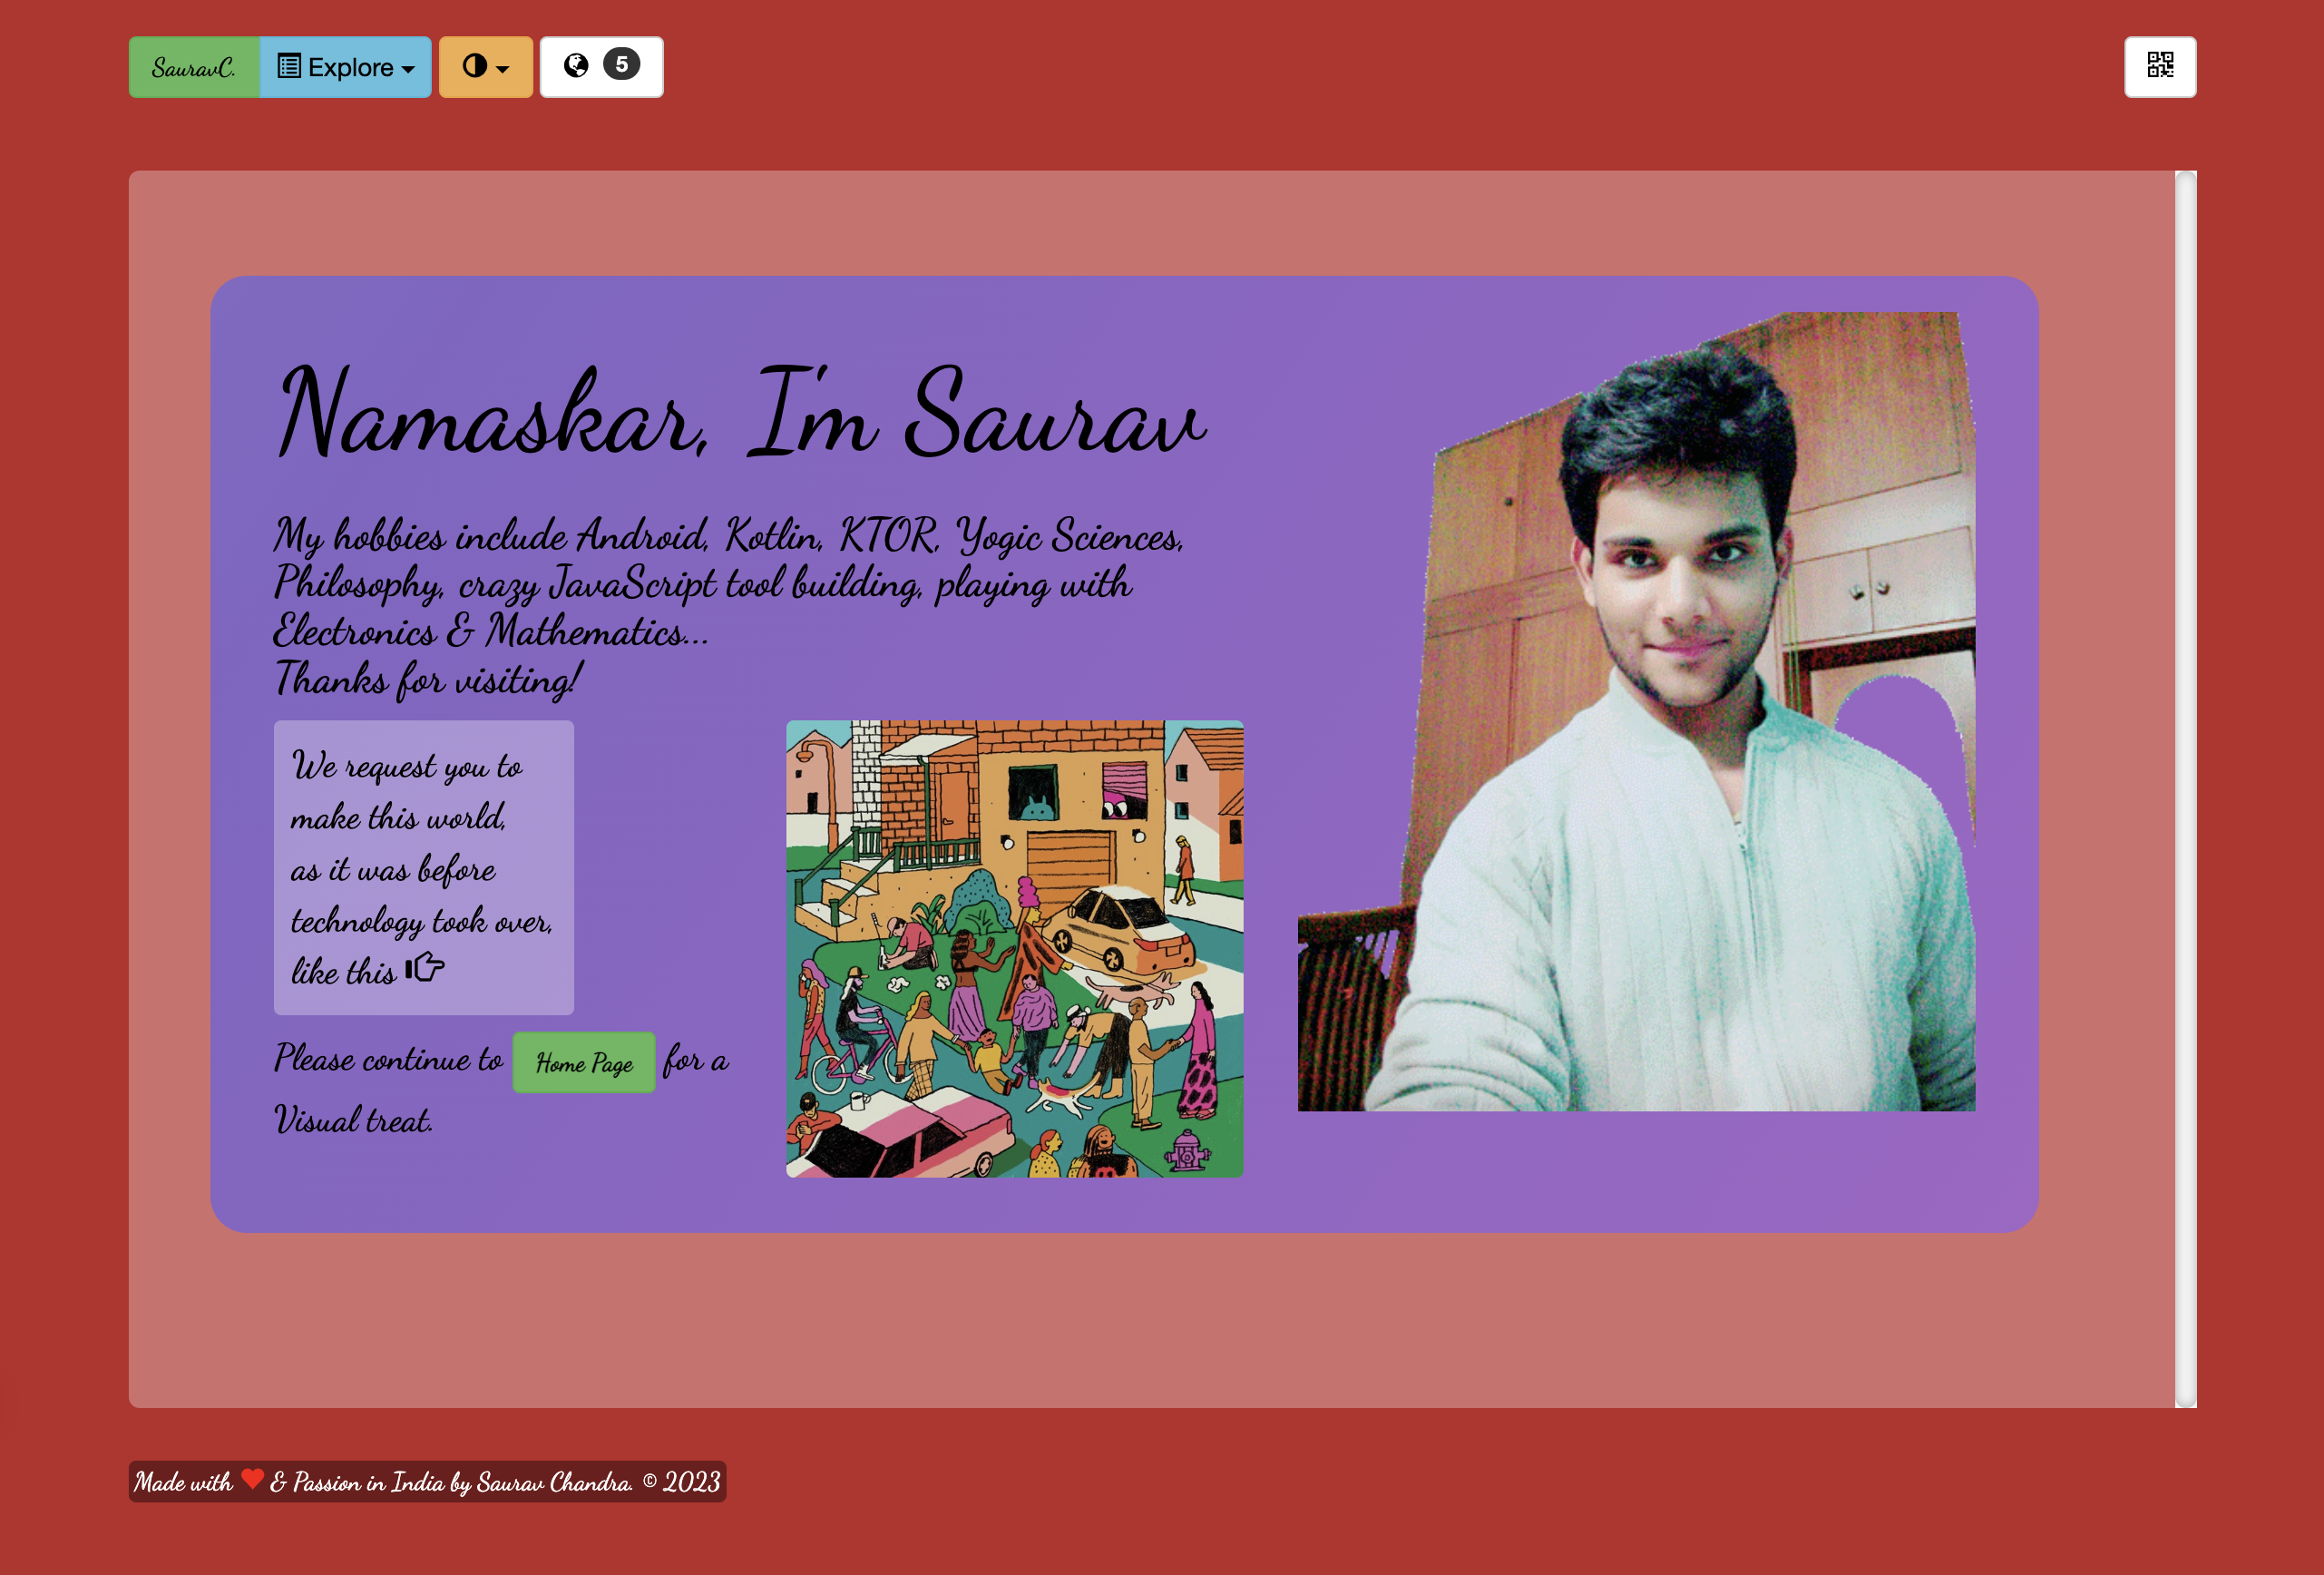 SauravC.
Explore
5
Namaskar, I'm Saurav
My hobbies include Android, Kotlin, KTOR, Yogic Sciences,
Philosophy, crazy JavaScript tool building, playing with
Electronics & Mathematics...
Thanks for visiting!
We request you to
make this world,
as it was before
technology took over,
like this
Please continue to Home Page for a
Visual treat.
Made with ❤ & Passion in India by Saurav Chandra. © 2023